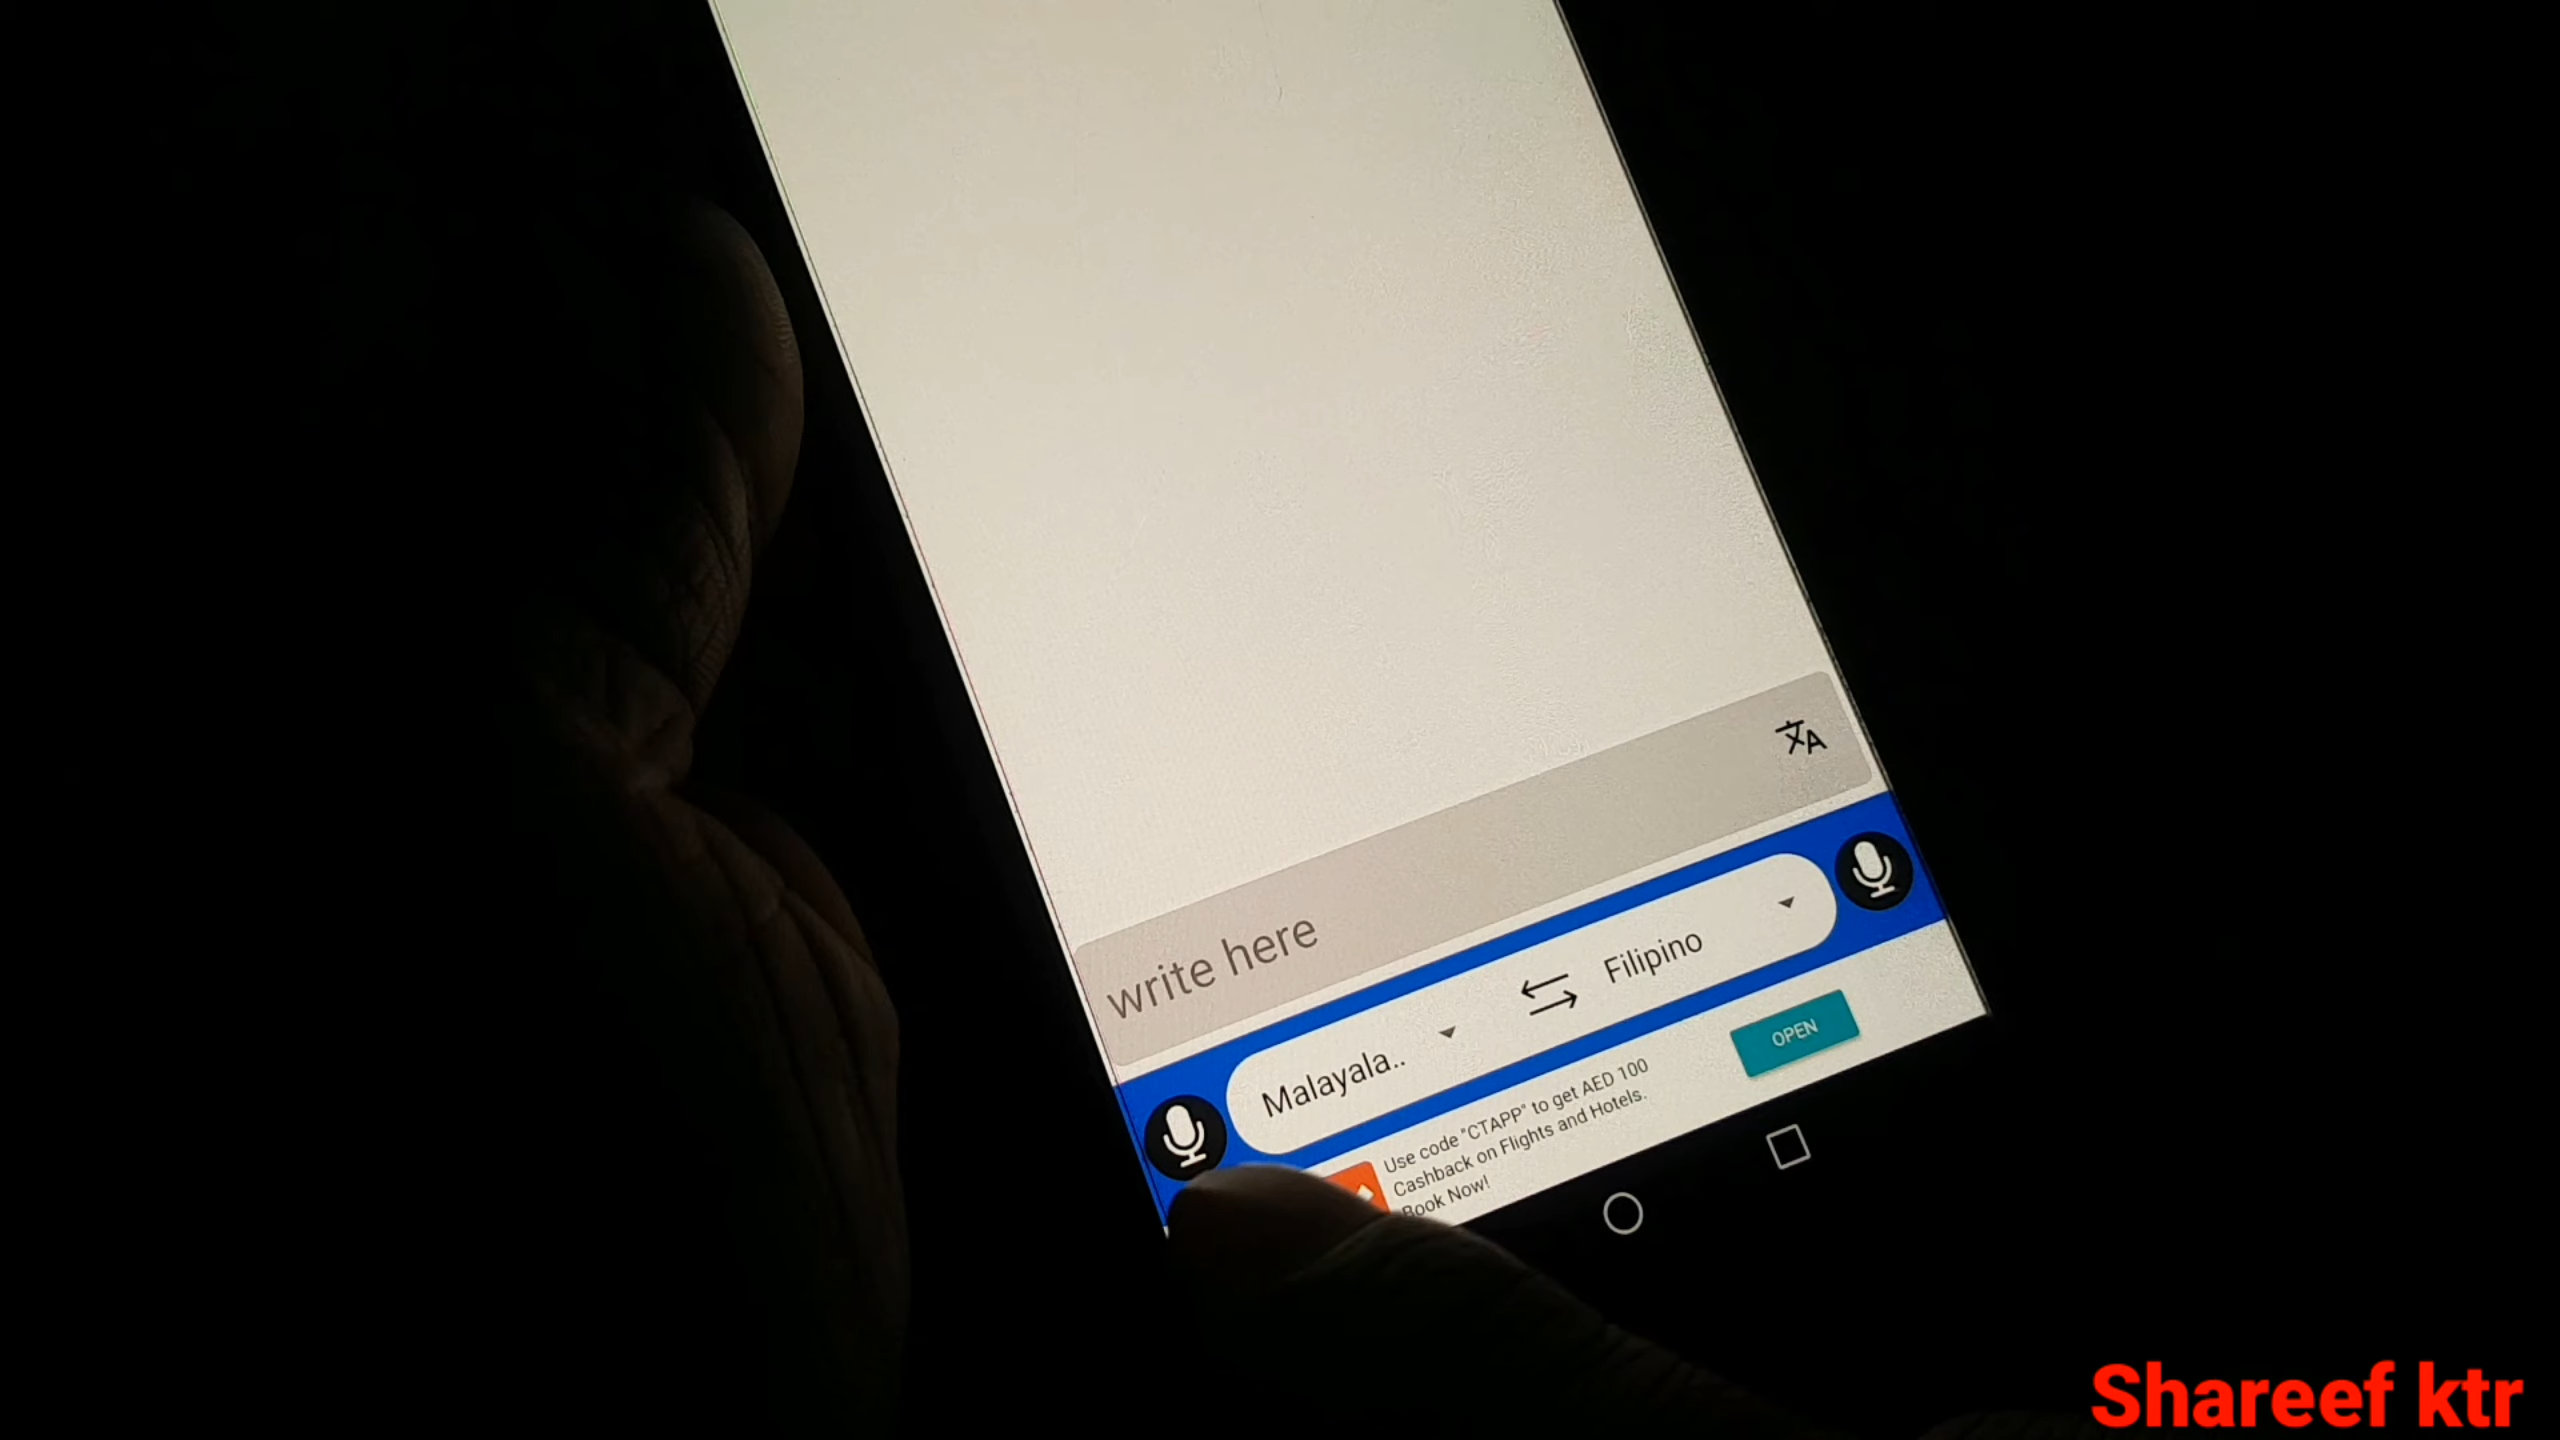 write here
Malayala..
Filipino
Use code "CTAPP" to get AED 100
Cashback on Flights and Hotels.
Book Now!
OPEN
Shareef ktr